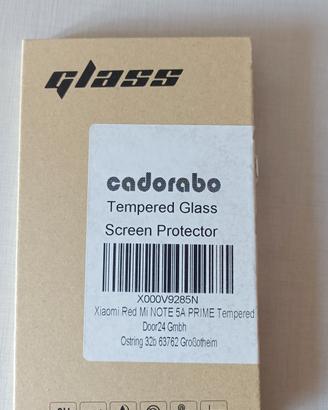 glass
cadorabo
Tempered Glass
Screen Protector
X000V9285N
Xiaomi Red Mi NOTE 5A PRIME Tempered
Door24 Gmbh
Ostring 32b 63762 Großotheim